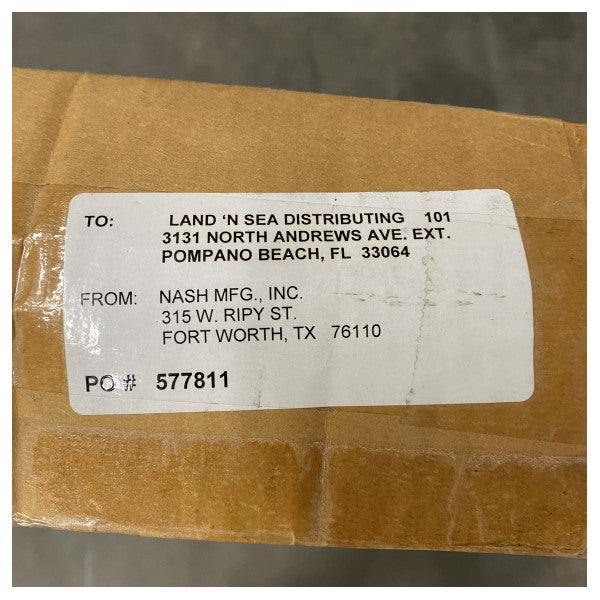 TO: LAND 'N SEA DISTRIBUTING 101
3131 NORTH ANDREWS AVE. EXT.
POMPANO BEACH, FL 33064
FROM: NASH MFG., INC.
315 W. RIPY ST.
FORT WORTH, TX 76110
PO # 577811